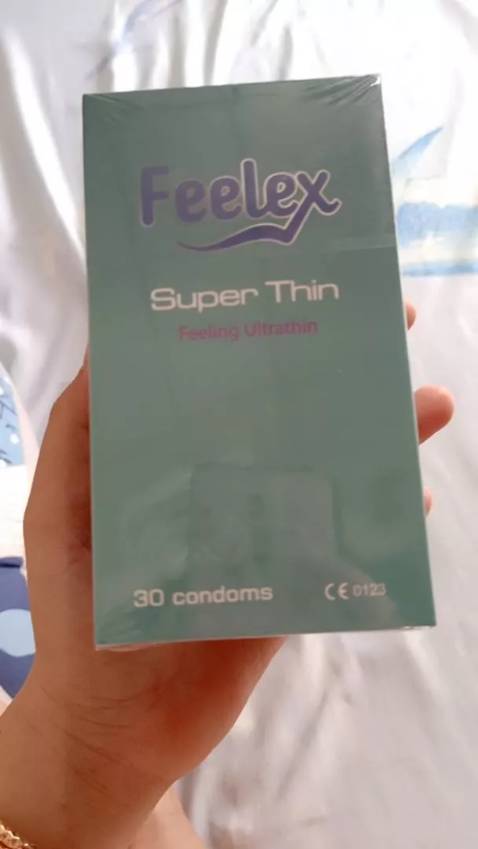 Feelex
Super Thin
Feeling Ultrathin
30 condoms CE 0123